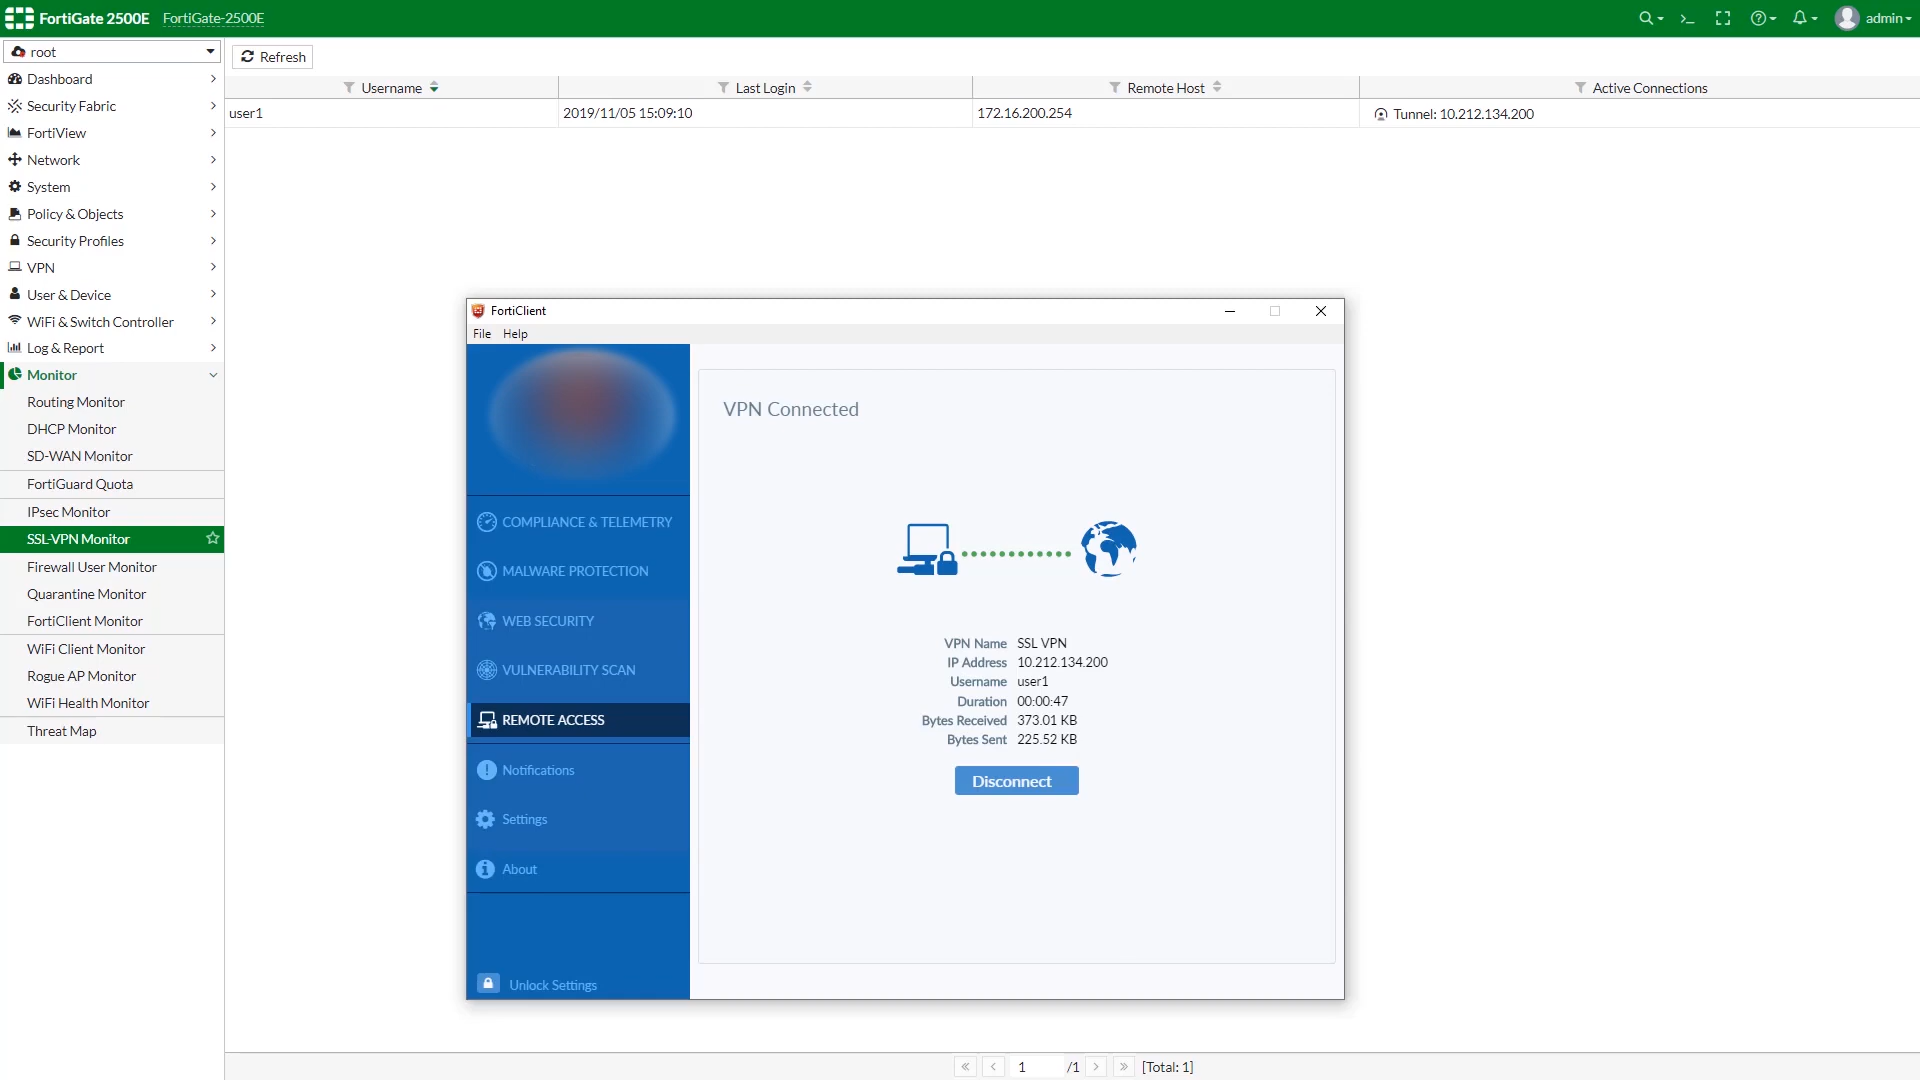 FortiGate 2500E FortiGate-2500E admin
root
Refresh
Dashboard
Security Fabric
FortiView
Network
System
Policy & Objects
Security Profiles
VPN
User & Device
WiFi & Switch Controller
Log & Report
Monitor
Routing Monitor
DHCP Monitor
SD-WAN Monitor
FortiGuard Quota
IPsec Monitor
SSL-VPN Monitor
Firewall User Monitor
Quarantine Monitor
FortiClient Monitor
WiFi Client Monitor
Rogue AP Monitor
WiFi Health Monitor
Threat Map
Username Last Login Remote Host Active Connections
user1 2019/11/05 15:09:10 172.16.200.254 Tunnel: 10.212.134.200
FortiClient
File Help
COMPLIANCE & TELEMETRY
MALWARE PROTECTION
WEB SECURITY
VULNERABILITY SCAN
REMOTE ACCESS
Notifications
Settings
About
Unlock Settings
VPN Connected
VPN Name SSL VPN
IP Address 10.212.134.200
Username user1
Duration 00:00:47
Bytes Received 373.01 KB
Bytes Sent 225.52 KB
Disconnect
1 /1 [Total: 1]